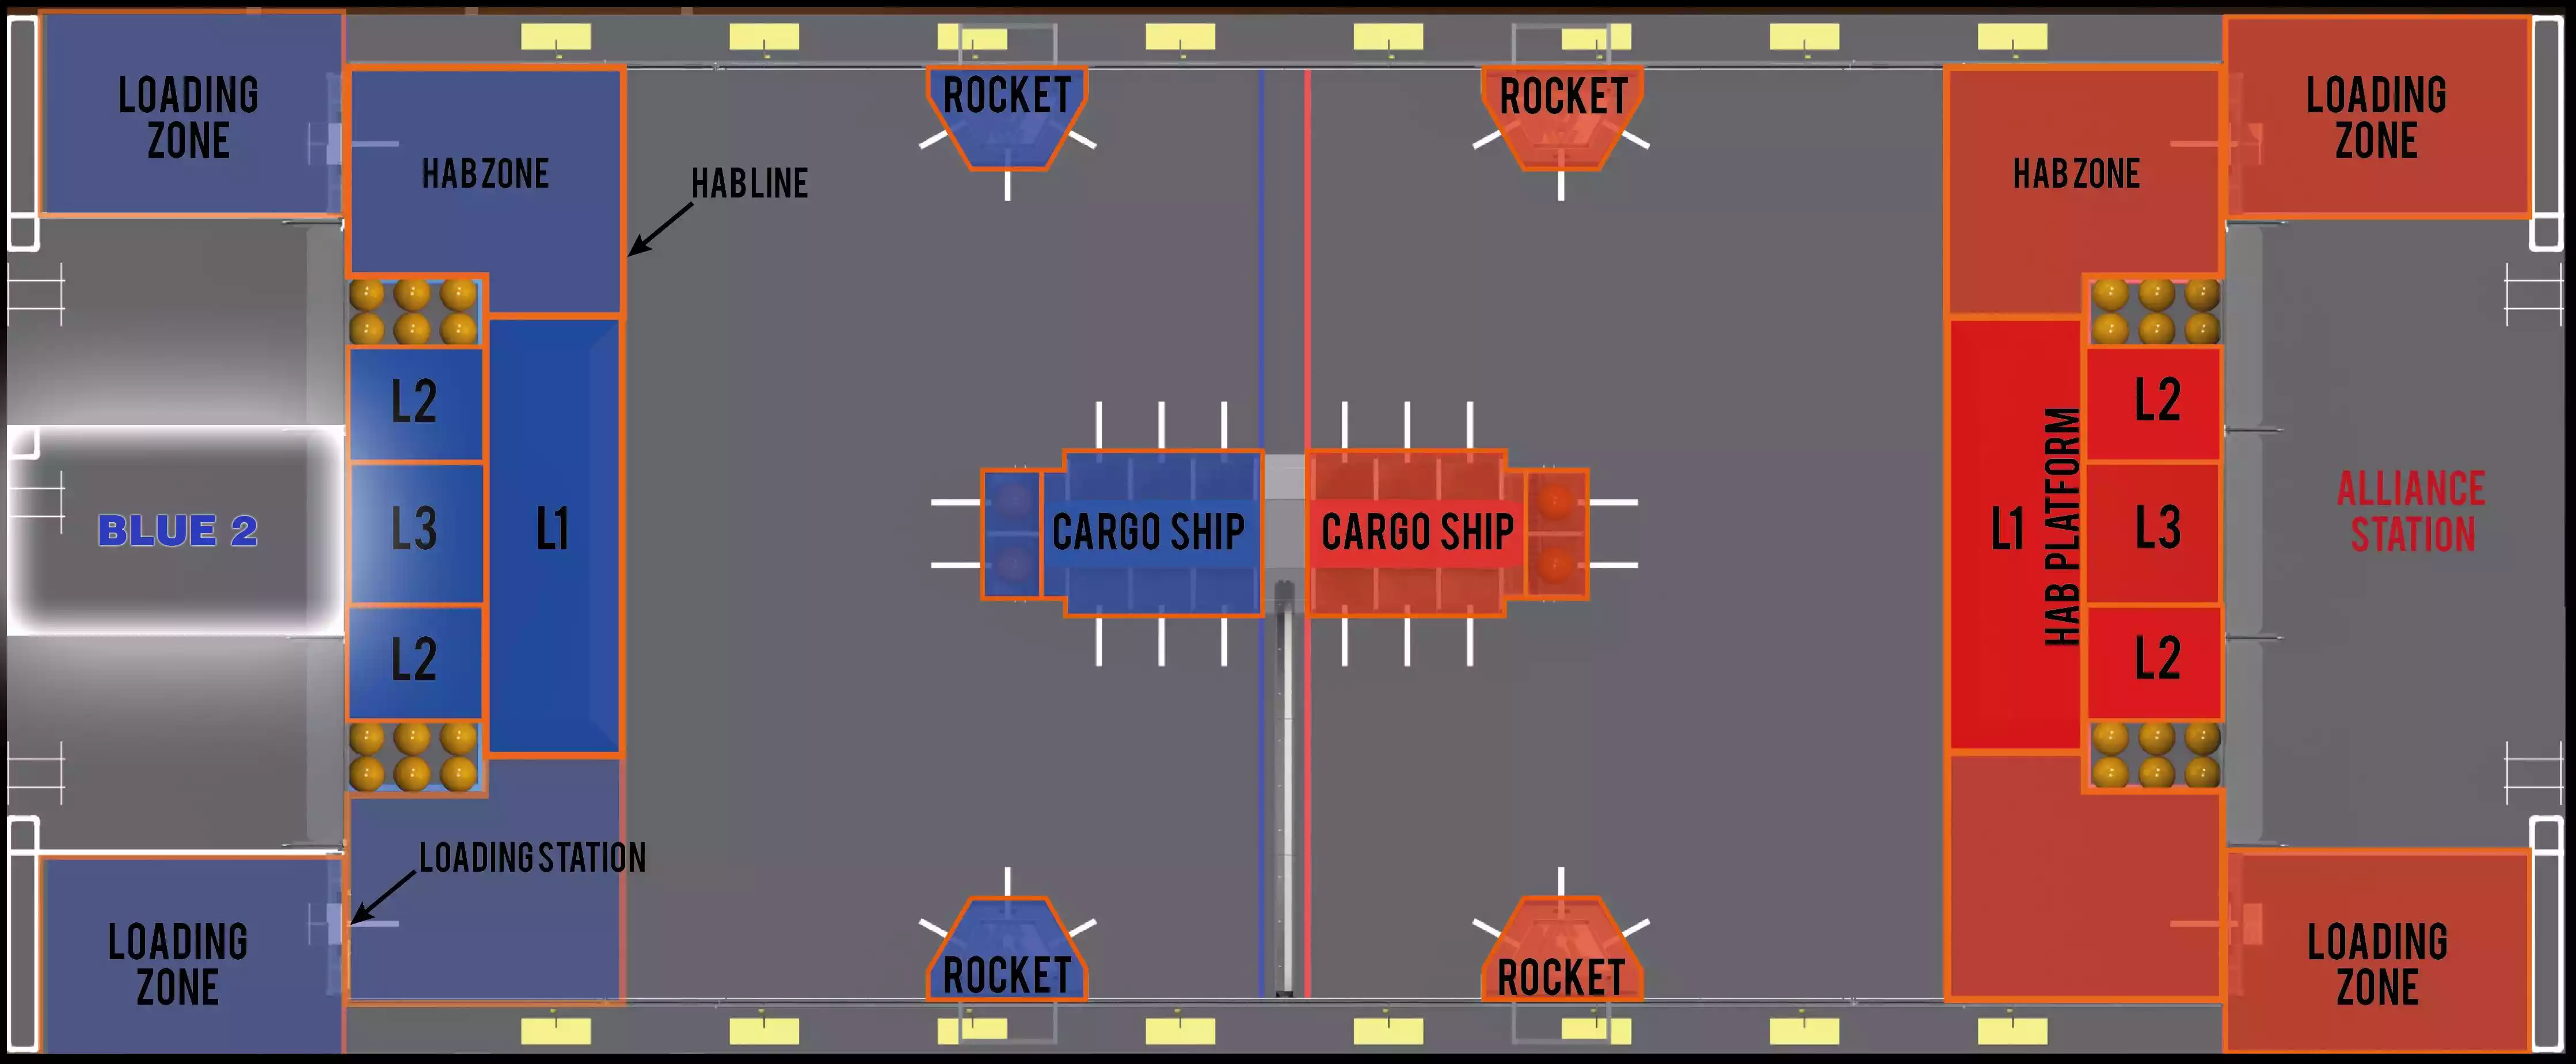 ROCKET
ROCKET
LOADING
ZONE
LOADING
ZONE
HAB ZONE
HAB LINE
HAB ZONE
L2
L2
BLUE 2
L3
L1
CARGO SHIP
CARGO SHIP
L1
HAB PLATFORM
L3
ALLIANCE
STATION
L2
L2
LOADING STATION
LOADING
ZONE
ROCKET
ROCKET
LOADING
ZONE